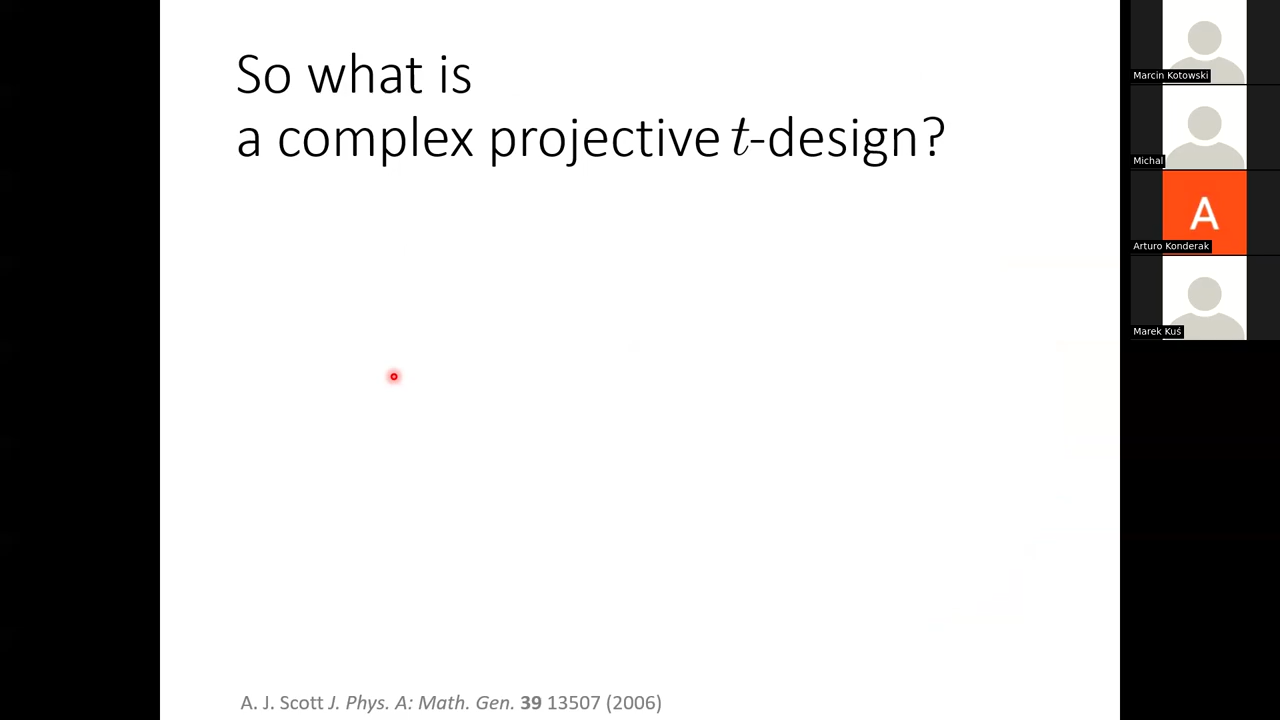 So what is
a complex projective t-design?
A. J. Scott J. Phys. A: Math. Gen. 39 13507 (2006)
Marcin Kotowski
Michal
A
Arturo Konderak
Marek Kuś